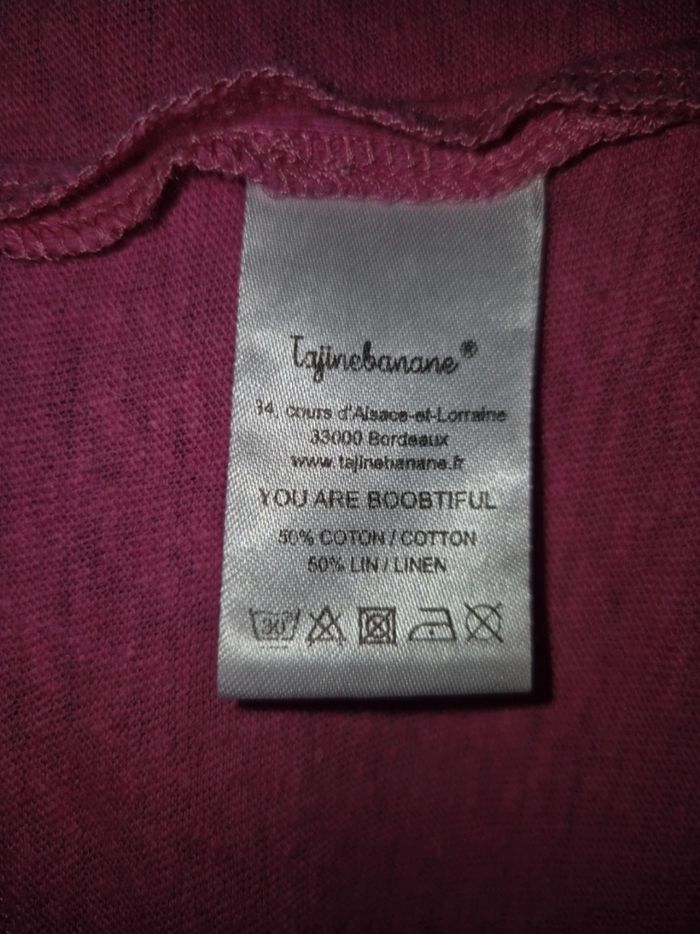 Tajinebanane®
34, cours d'Alsace-et-Lorraine
33000 Bordeaux
www.tajinebanane.fr
YOU ARE BOOBTIFUL
50% COTON / COTTON
50% LIN / LINEN
30°